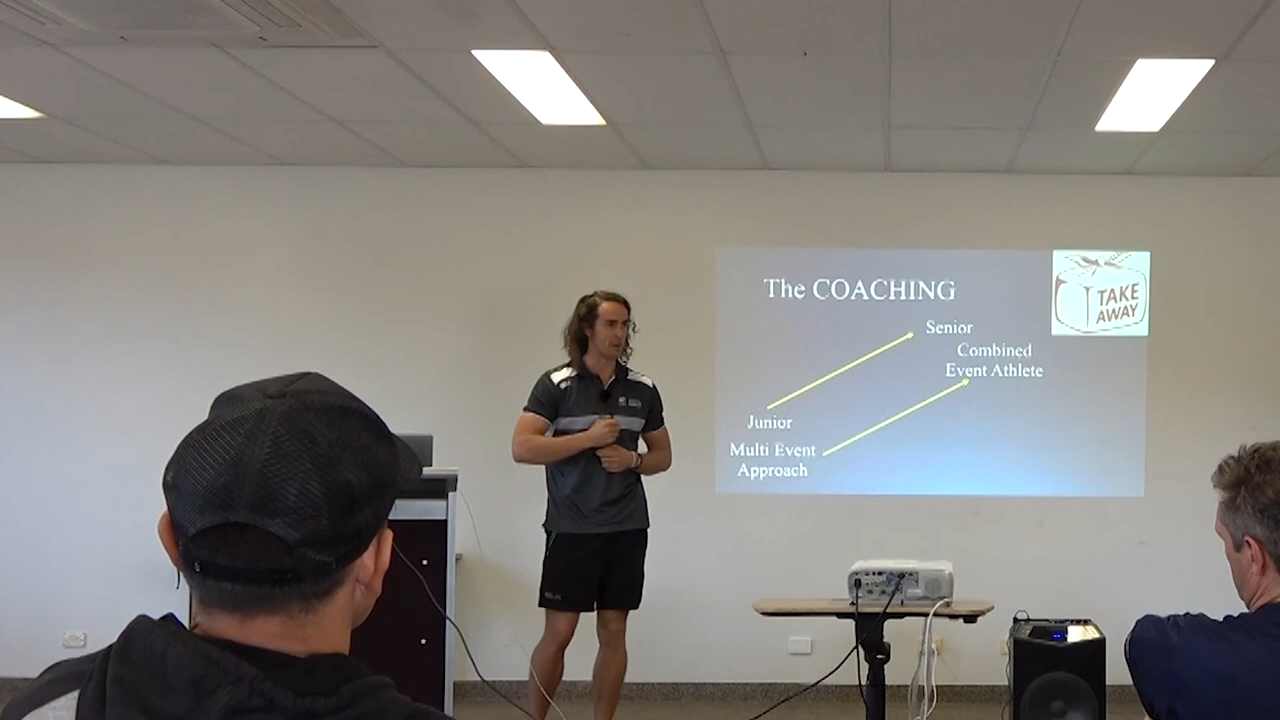 The COACHING
TAKE
AWAY
Senior
Combined
Event Athlete
Junior
Multi Event
Approach